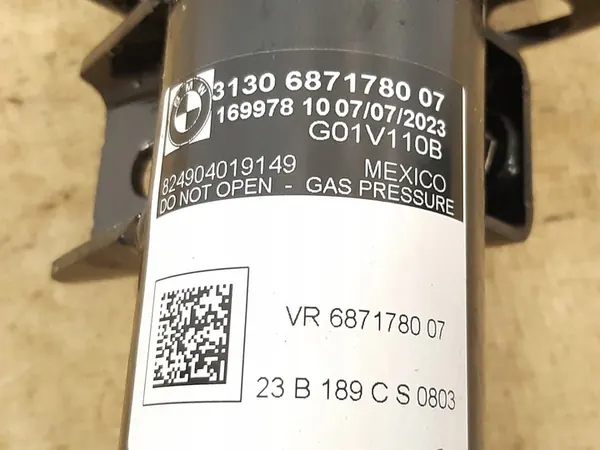 BMW
3130 6871780 07
169978 10 07/07/2023
G01V110B
824904019149 MEXICO
DO NOT OPEN - GAS PRESSURE
VR 6871780 07
23 B 189 C S 0803